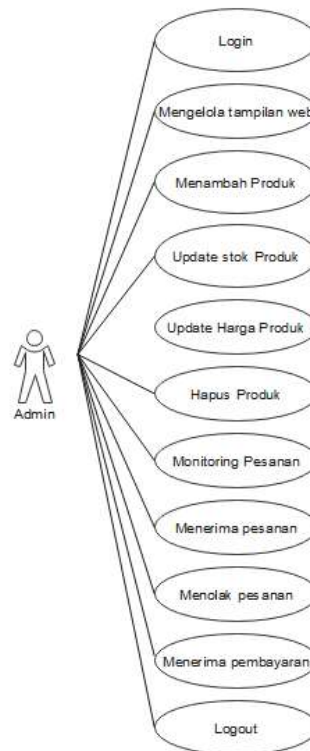 Login
Mengelola tampilan web
Menambah Produk
Update stok Produk
Update Harga Produk
Admin
Hapus Produk
Monitoring Pesanan
Menerima pesanan
Menolak pesanan
Menerima pembayaran
Logout